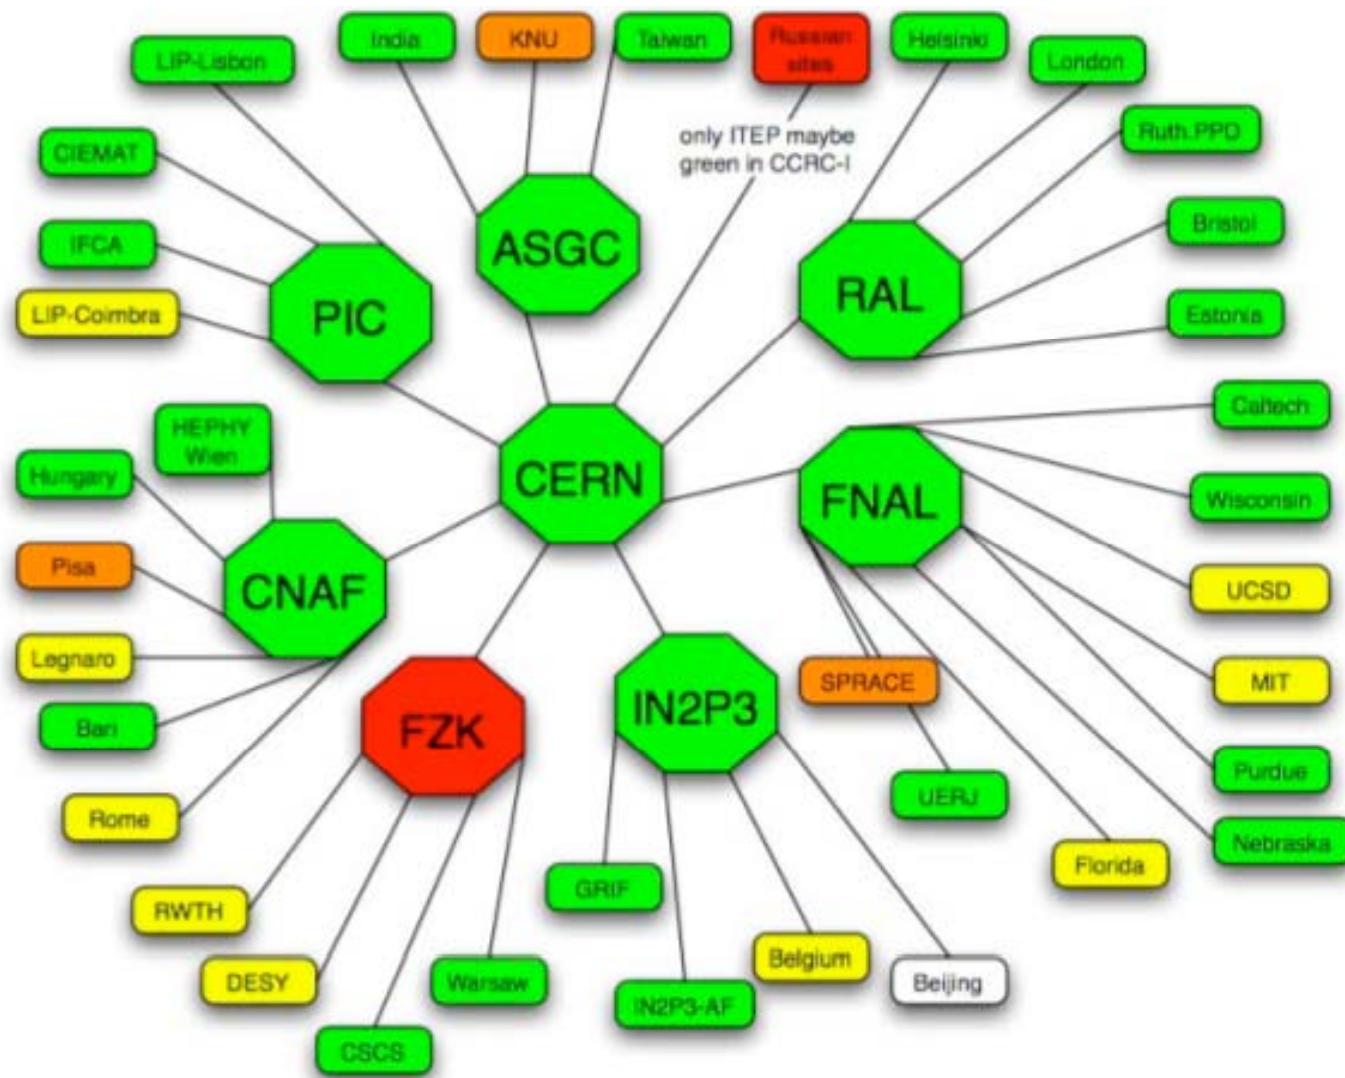 India
KNU
Taiwan
Russian
sites
Helsinki
LIP-Lisbon
London
Ruth.PPD
only ITEP maybe
green in CCRC-I
CIEMAT
IFCA
LIP-Coimbra
PIC
ASGC
RAL
Bristol
Estonia
Caltech
HEPHY
Wien
Hungary
CERN
FNAL
Wisconsin
Pisa
CNAF
UCSD
Legnaro
SPRACE
MIT
Bari
FZK
IN2P3
Purdue
UERJ
Rome
Nebraska
Florida
RWTH
GRIF
DESY
Warsaw
Belgium
Beijing
IN2P3-AF
CSCS